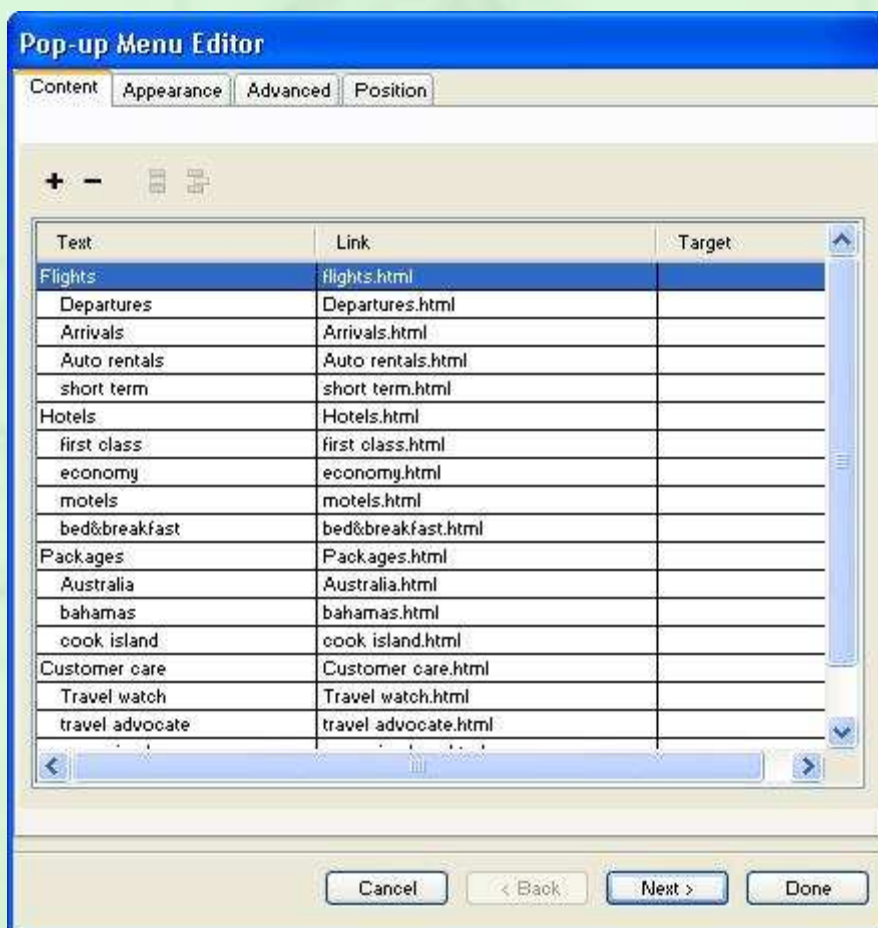 Pop-up Menu Editor
Content Appearance Advanced Position
+ −
Text Link Target
Flights flights.html
Departures Departures.html
Arrivals Arrivals.html
Auto rentals Auto rentals.html
short term short term.html
Hotels Hotels.html
first class first class.html
economy economy.html
motels motels.html
bed&breakfast bed&breakfast.html
Packages Packages.html
Australia Australia.html
bahamas bahamas.html
cook island cook island.html
Customer care Customer care.html
Travel watch Travel watch.html
travel advocate travel advocate.html
Cancel < Back Next > Done